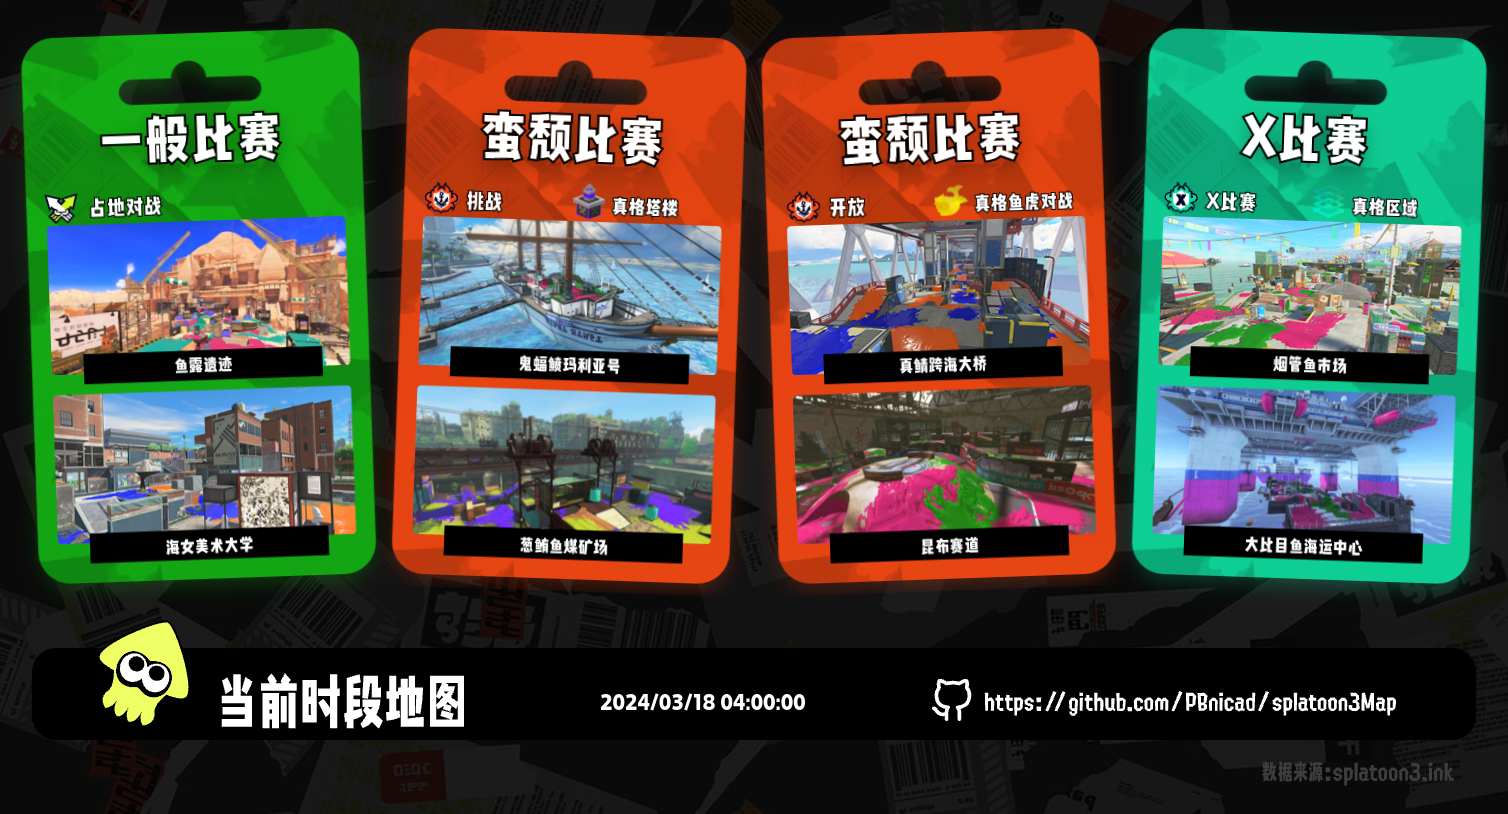 一般比赛
占地对战
鱼露遗迹
海女美术大学
蛮颓比赛
挑战
真格塔楼
鬼蝠鲼玛利亚号
葱鲔鱼煤矿场
蛮颓比赛
开放
真格鱼虎对战
真鲭跨海大桥
昆布赛道
X比赛
X比赛
真格区域
烟管鱼市场
大比目鱼海运中心
当前时段地图
2024/03/18 04:00:00
https://github.com/PBnicad/splatoon3Map
数据来源:splatoon3.ink